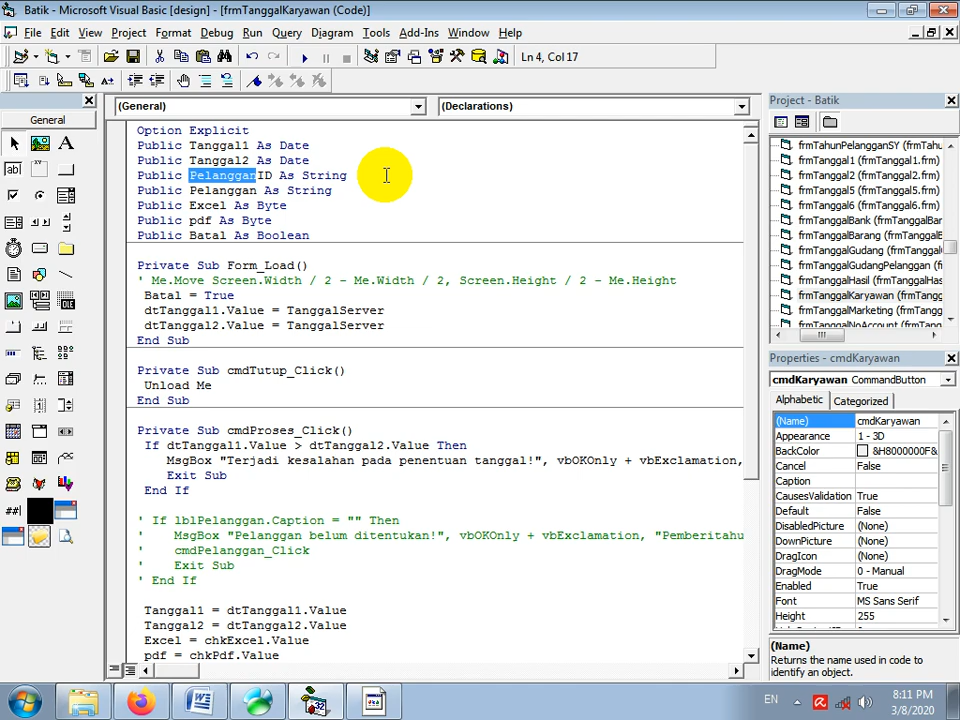 Batik - Microsoft Visual Basic [design] - [frmTanggalKaryawan (Code)]
File Edit View Project Format Debug Run Query Diagram Tools Add-Ins Window Help
Ln 4, Col 17
General
(General)
(Declarations)
Option Explicit
Public Tanggal1 As Date
Public Tanggal2 As Date
Public PelangganID As String
Public Pelanggan As String
Public Excel As Byte
Public pdf As Byte
Public Batal As Boolean
Private Sub Form_Load()
' Me.Move Screen.Width / 2 - Me.Width / 2, Screen.Height / 2 - Me.Height
Batal = True
dtTanggal1.Value = TanggalServer
dtTanggal2.Value = TanggalServer
End Sub
Private Sub cmdTutup_Click()
Unload Me
End Sub
Private Sub cmdProses_Click()
If dtTanggal1.Value > dtTanggal2.Value Then
MsgBox "Terjadi kesalahan pada penentuan tanggal!", vbOKOnly + vbExclamation,
Exit Sub
End If
' If lblPelanggan.Caption = "" Then
' MsgBox "Pelanggan belum ditentukan!", vbOKOnly + vbExclamation, "Pemberitahu
' cmdPelanggan_Click
' Exit Sub
' End If
Tanggal1 = dtTanggal1.Value
Tanggal2 = dtTanggal2.Value
Excel = chkExcel.Value
pdf = chkPdf.Value
Project - Batik
frmTahunPelangganSY (frmTahu
frmTanggal1 (frmTanggal1.frm)
frmTanggal2 (frmTanggal2.frm)
frmTanggal5 (frmTanggal5.frm)
frmTanggal6 (frmTanggal6.frm)
frmTanggalBank (frmTanggalBan
frmTanggalBarang (frmTanggalB
frmTanggalGudang (frmTanggal
frmTanggalGudangPelanggan (fr
frmTanggalHasil (frmTanggalHas
frmTanggalKaryawan (frmTangg
frmTanggalMarketing (frmTangg
frmTanggalNoAccount (frmTang
Properties - cmdKaryawan
cmdKaryawan CommandButton
Alphabetic Categorized
(Name) cmdKaryawan
Appearance 1 - 3D
BackColor &H8000000F&
Cancel False
Caption
CausesValidation True
Default False
DisabledPicture (None)
DownPicture (None)
DragIcon (None)
DragMode 0 - Manual
Enabled True
Font MS Sans Serif
Height 255
(Name)
Returns the name used in code to
identify an object.
EN
8:11 PM
3/8/2020